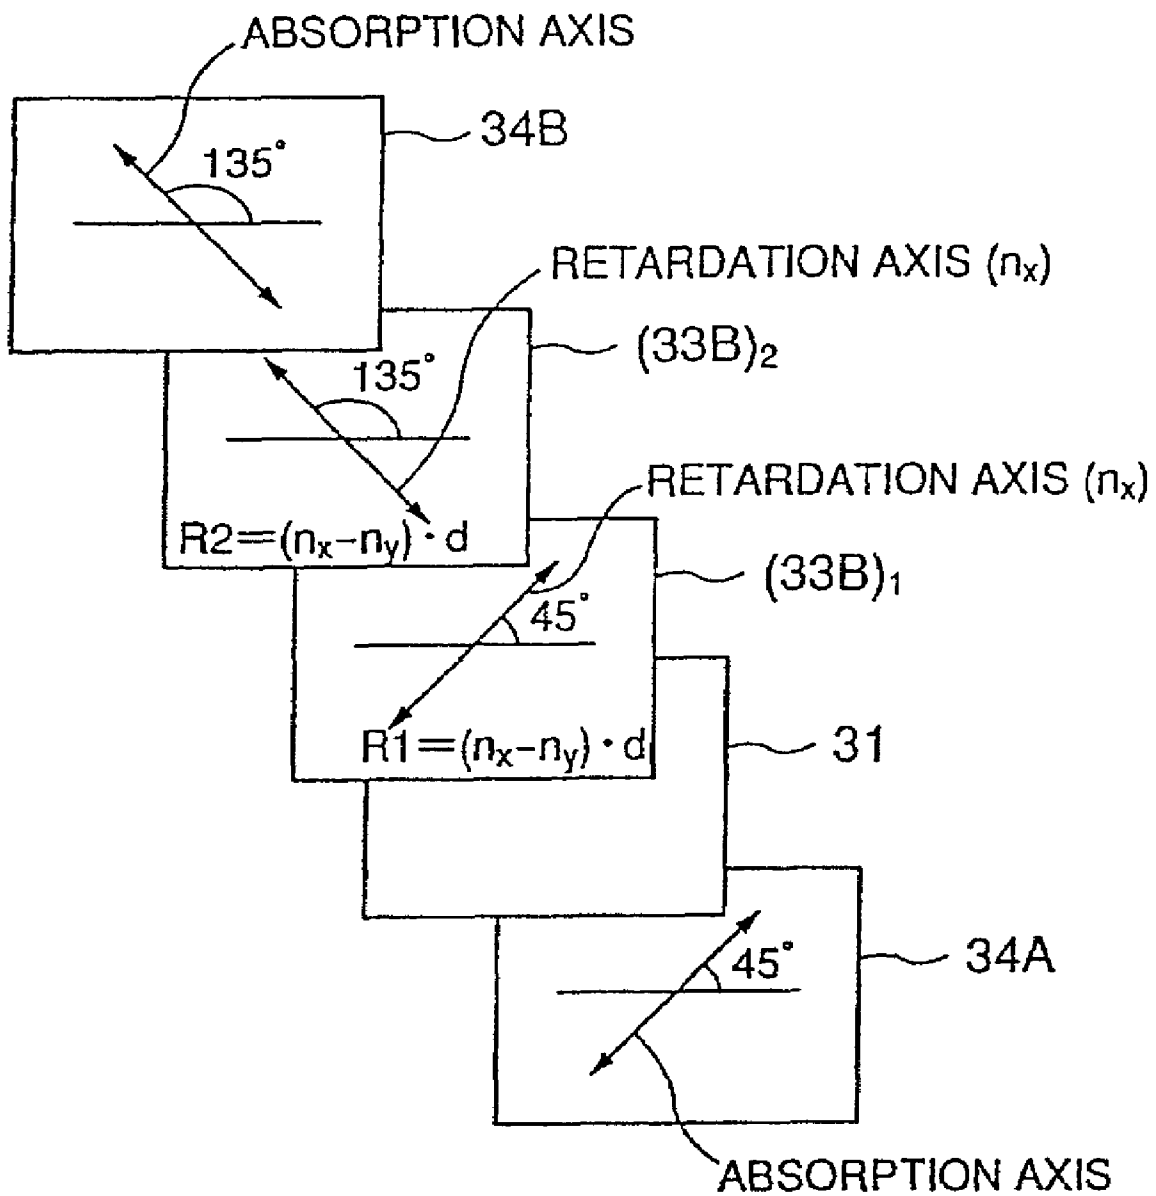 ABSORPTION AXIS
34B
135°
RETARDATION AXIS (nx)
(33B)2
135°
RETARDATION AXIS (nx)
R2=(nx-ny)·d
(33B)1
45°
R1=(nx-ny)·d
31
34A
45°
ABSORPTION AXIS